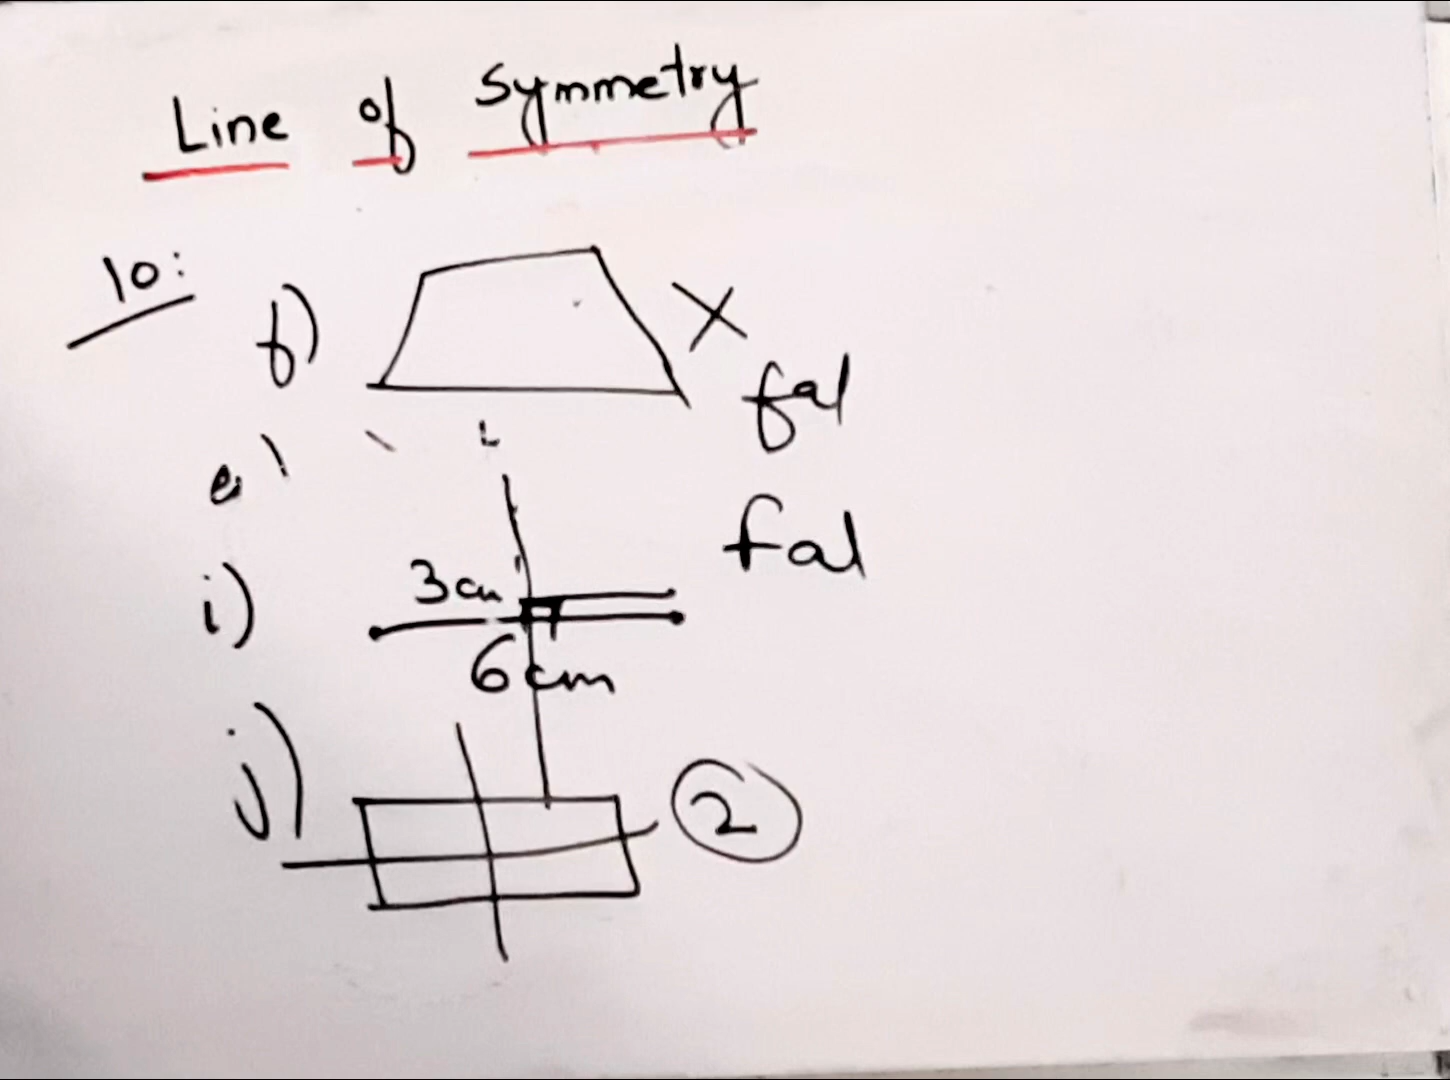 Line of Symmetry
10:
f) X
fal
e)
fal
i) 3cm
6cm
j) 2